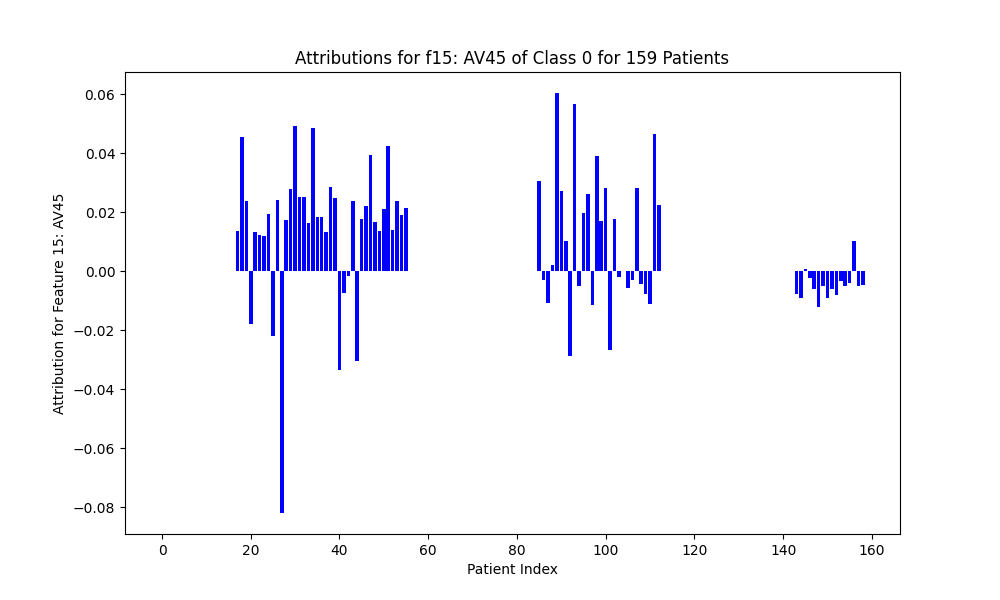 Attributions for f15: AV45 of Class 0 for 159 Patients
Attribution for Feature 15: AV45
0.06
0.04
0.02
0.00
−0.02
−0.04
−0.06
−0.08
0 20 40 60 80 100 120 140 160
Patient Index